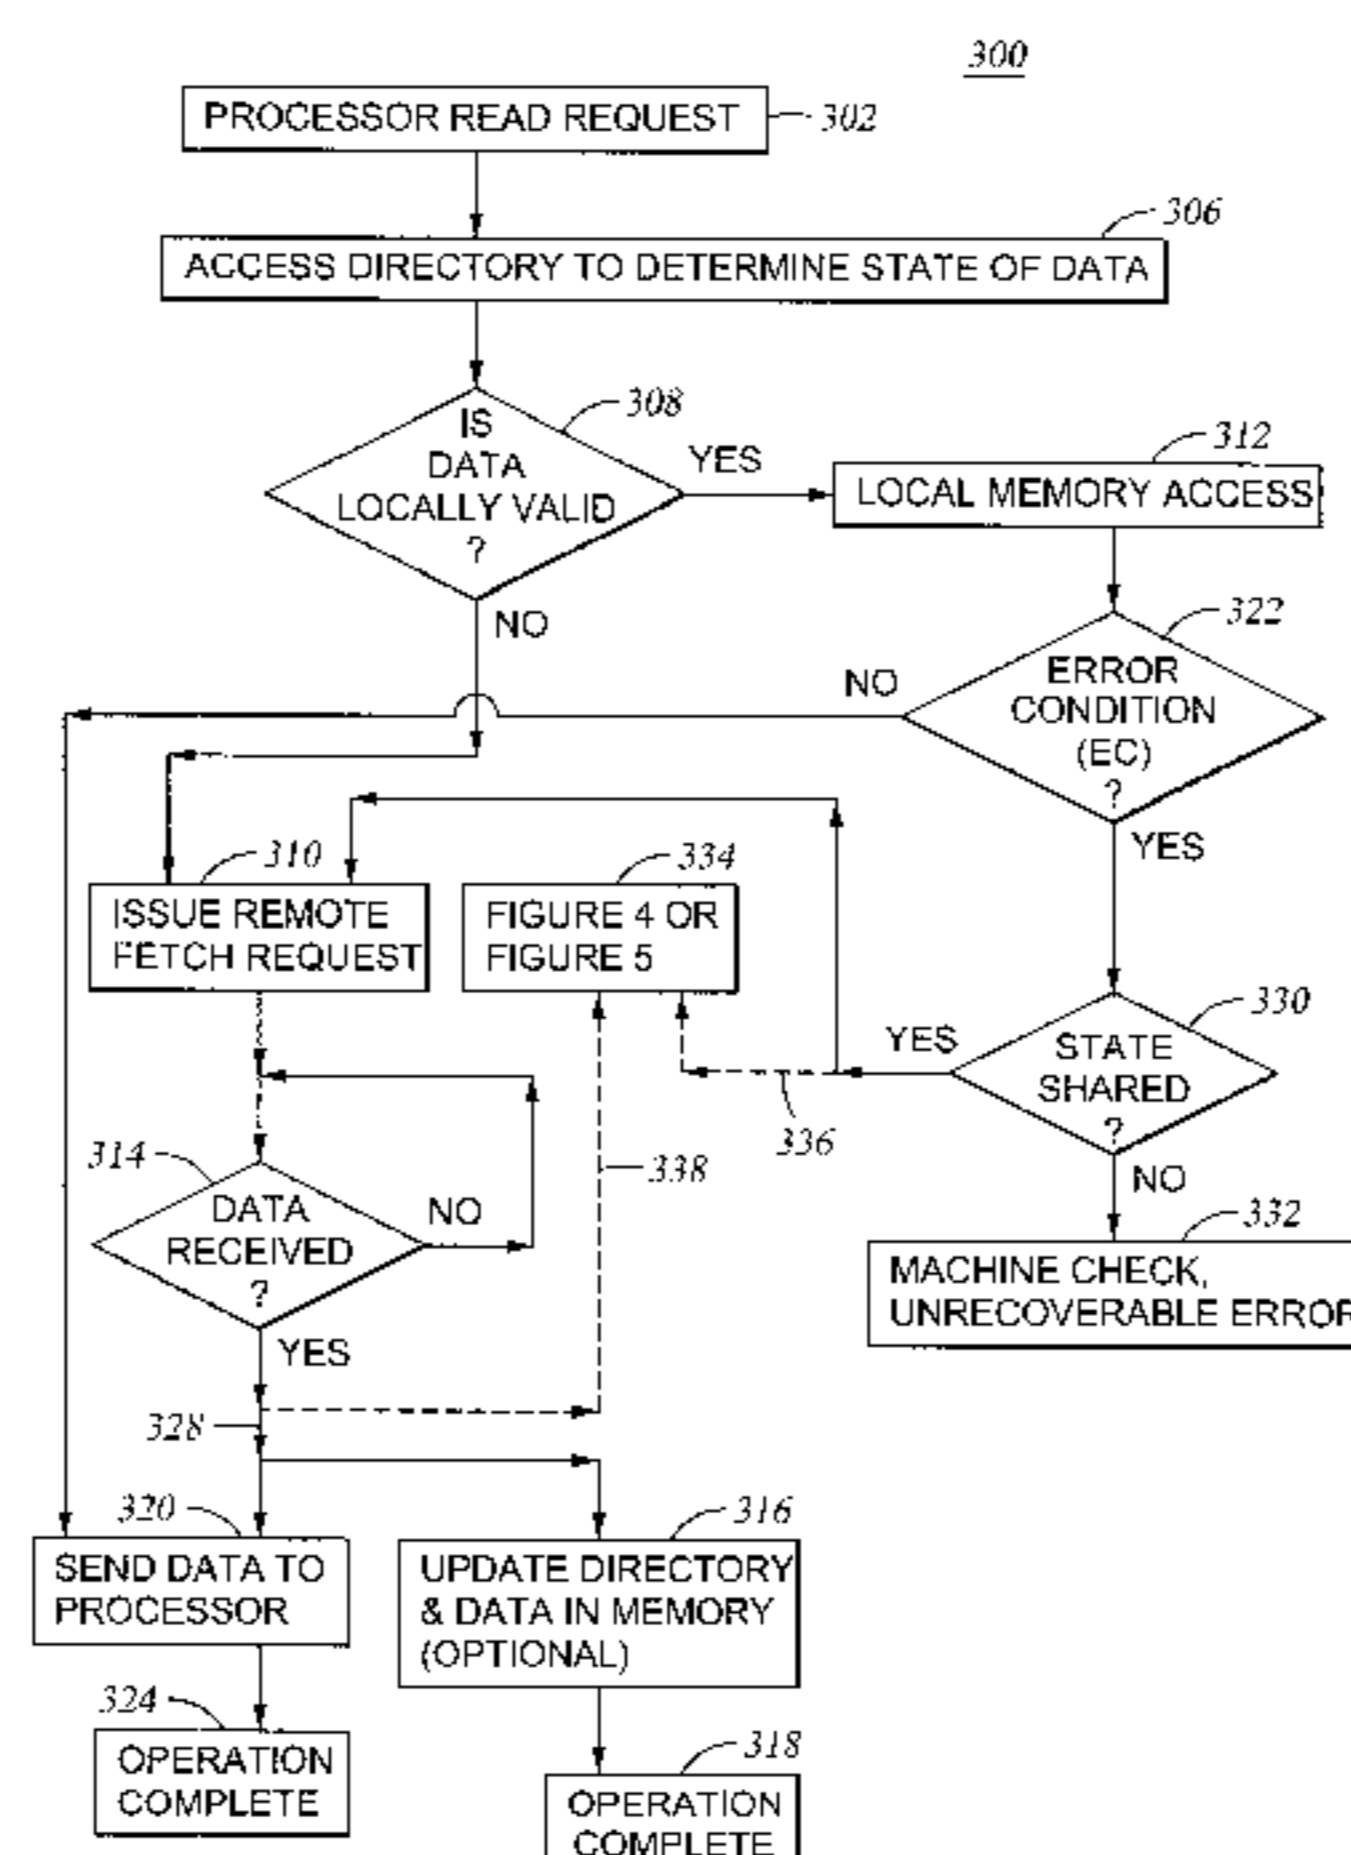 300
PROCESSOR READ REQUEST
302
306
ACCESS DIRECTORY TO DETERMINE STATE OF DATA
308
IS
DATA
LOCALLY VALID
?
YES
312
LOCAL MEMORY ACCESS
NO
322
ERROR
CONDITION
(EC)
?
NO
YES
310
ISSUE REMOTE
FETCH REQUEST
334
FIGURE 4 OR
FIGURE 5
330
STATE
SHARED
?
YES
336
NO
338
314
DATA
RECEIVED
?
NO
332
MACHINE CHECK,
UNRECOVERABLE ERROR
YES
328
320
SEND DATA TO
PROCESSOR
316
UPDATE DIRECTORY
& DATA IN MEMORY
(OPTIONAL)
324
OPERATION
COMPLETE
318
OPERATION
COMPLETE